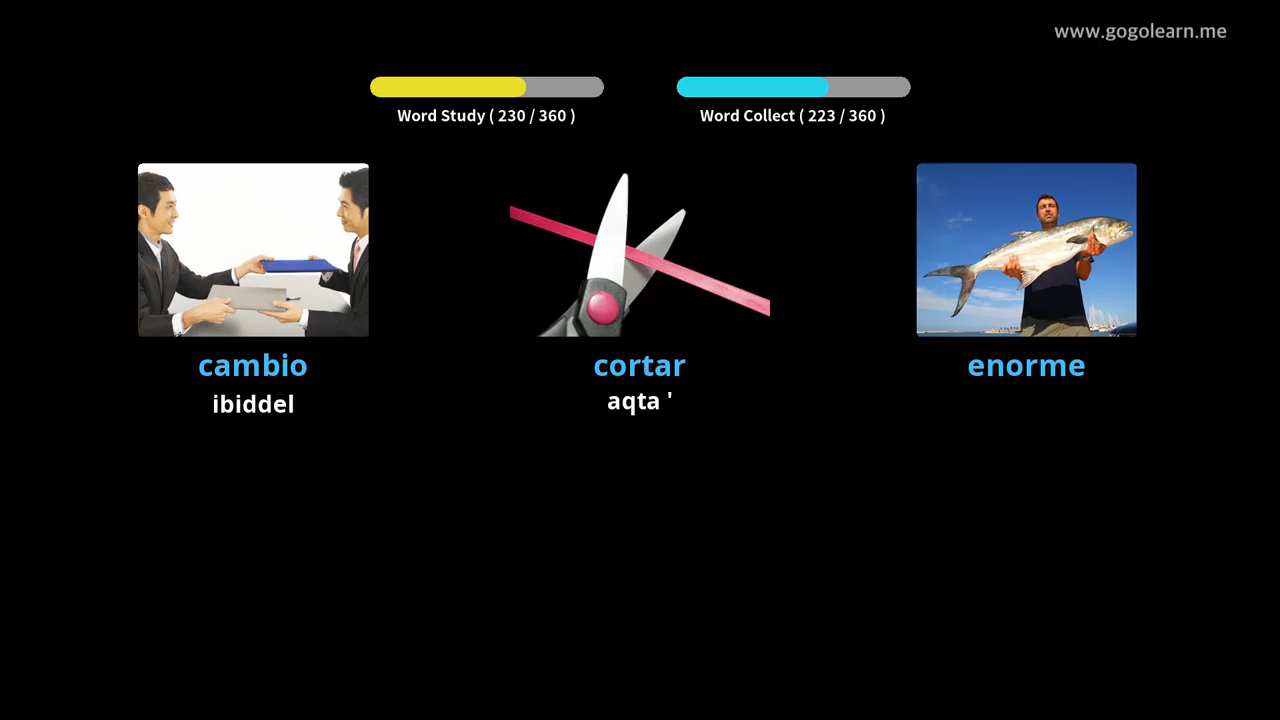 www.gogolearn.me
Word Study ( 230 / 360 )
Word Collect ( 223 / 360 )
cambio
ibiddel
cortar
aqta '
enorme